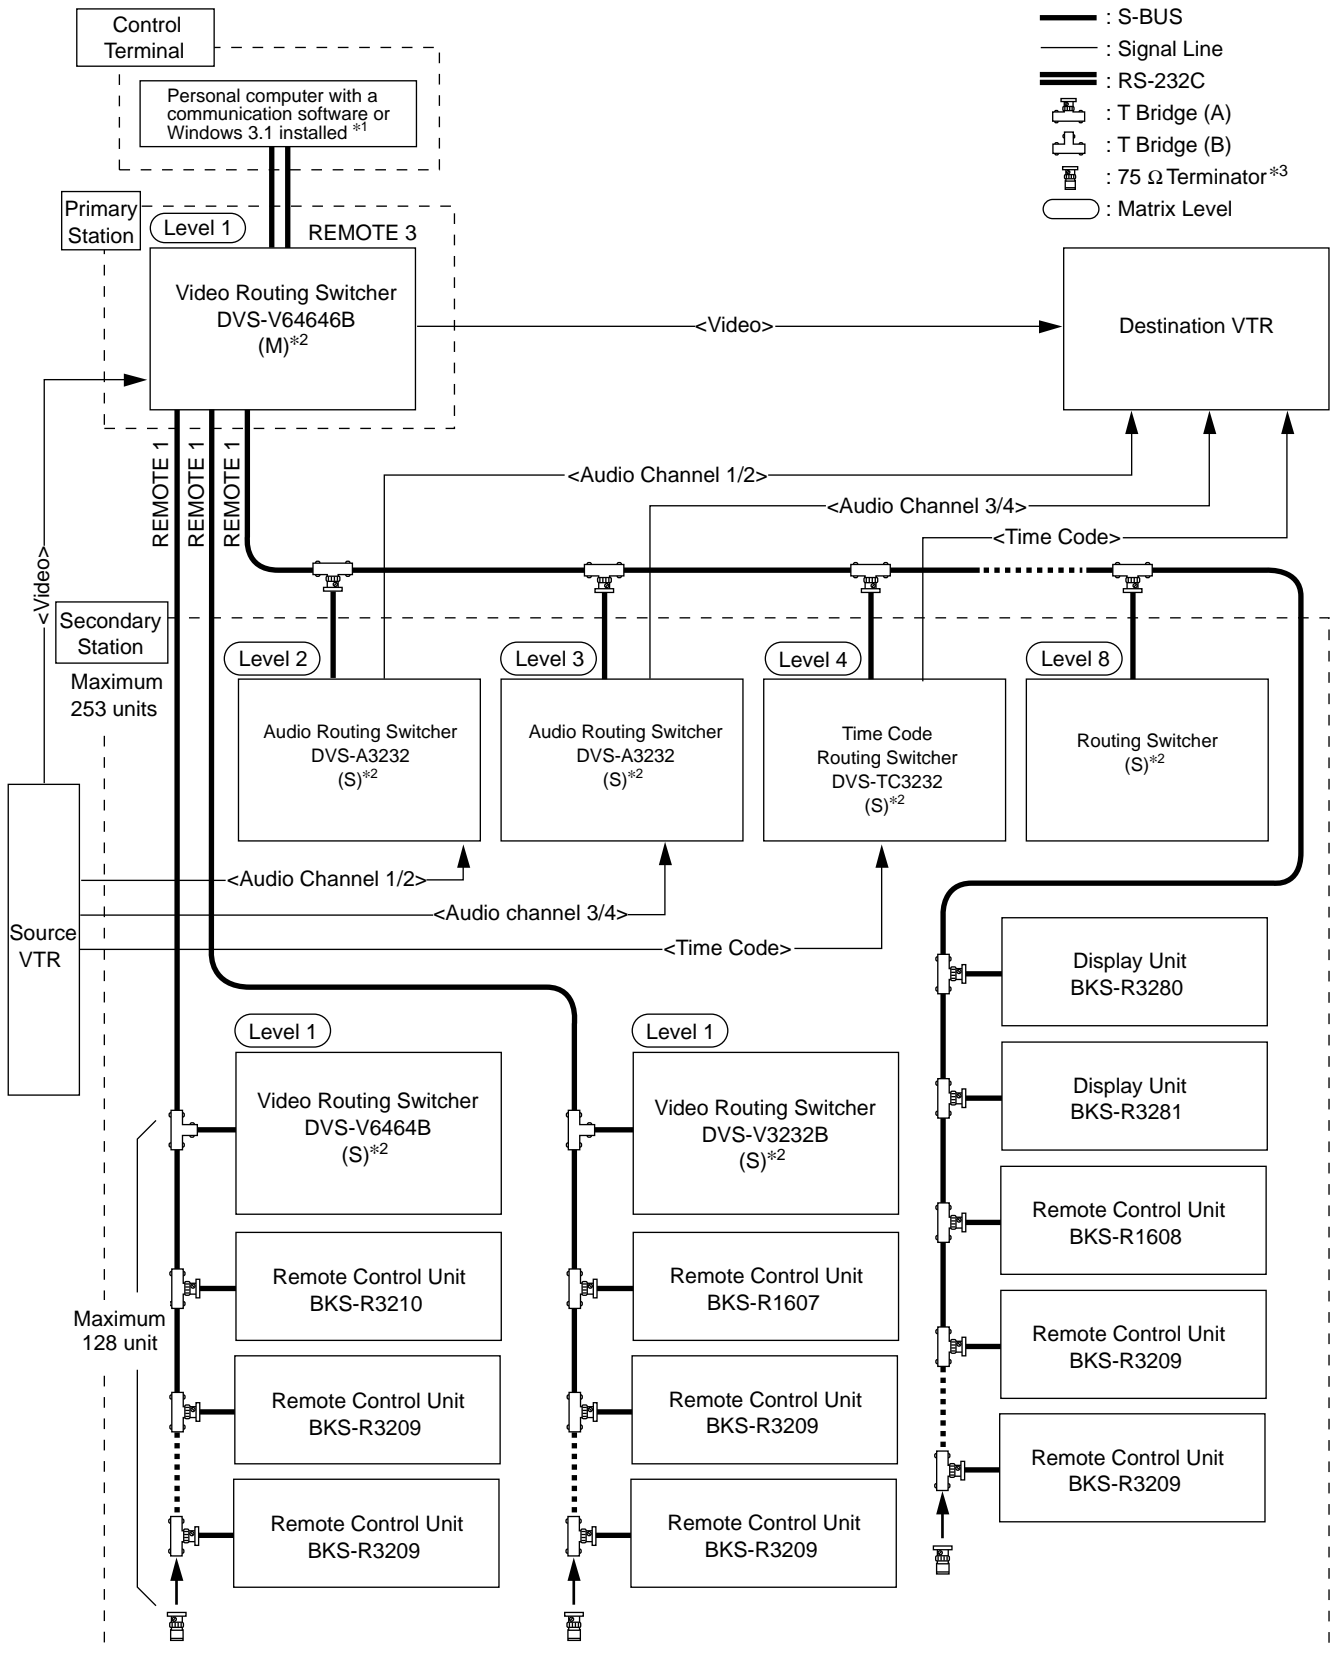 Control
Terminal
Personal computer with a
communication software or
Windows 3.1 installed *1
: S-BUS
: Signal Line
: RS-232C
: T Bridge (A)
: T Bridge (B)
: 75 Ω Terminator*3
: Matrix Level
Primary
Station
Level 1
REMOTE 3
Video Routing Switcher
DVS-V64646B
(M)*2
<Video>
Destination VTR
REMOTE 1
REMOTE 1
REMOTE 1
<Audio Channel 1/2>
<Audio Channel 3/4>
<Time Code>
<Video>
Secondary
Station
Maximum
253 units
Level 2
Level 3
Level 4
Level 8
Audio Routing Switcher
DVS-A3232
(S)*2
Audio Routing Switcher
DVS-A3232
(S)*2
Time Code
Routing Switcher
DVS-TC3232
(S)*2
Routing Switcher
(S)*2
Source
VTR
<Audio Channel 1/2>
<Audio channel 3/4>
<Time Code>
Level 1
Video Routing Switcher
DVS-V6464B
(S)*2
Remote Control Unit
BKS-R3210
Remote Control Unit
BKS-R3209
Remote Control Unit
BKS-R3209
Maximum
128 unit
Level 1
Video Routing Switcher
DVS-V3232B
(S)*2
Remote Control Unit
BKS-R1607
Remote Control Unit
BKS-R3209
Remote Control Unit
BKS-R3209
Display Unit
BKS-R3280
Display Unit
BKS-R3281
Remote Control Unit
BKS-R1608
Remote Control Unit
BKS-R3209
Remote Control Unit
BKS-R3209